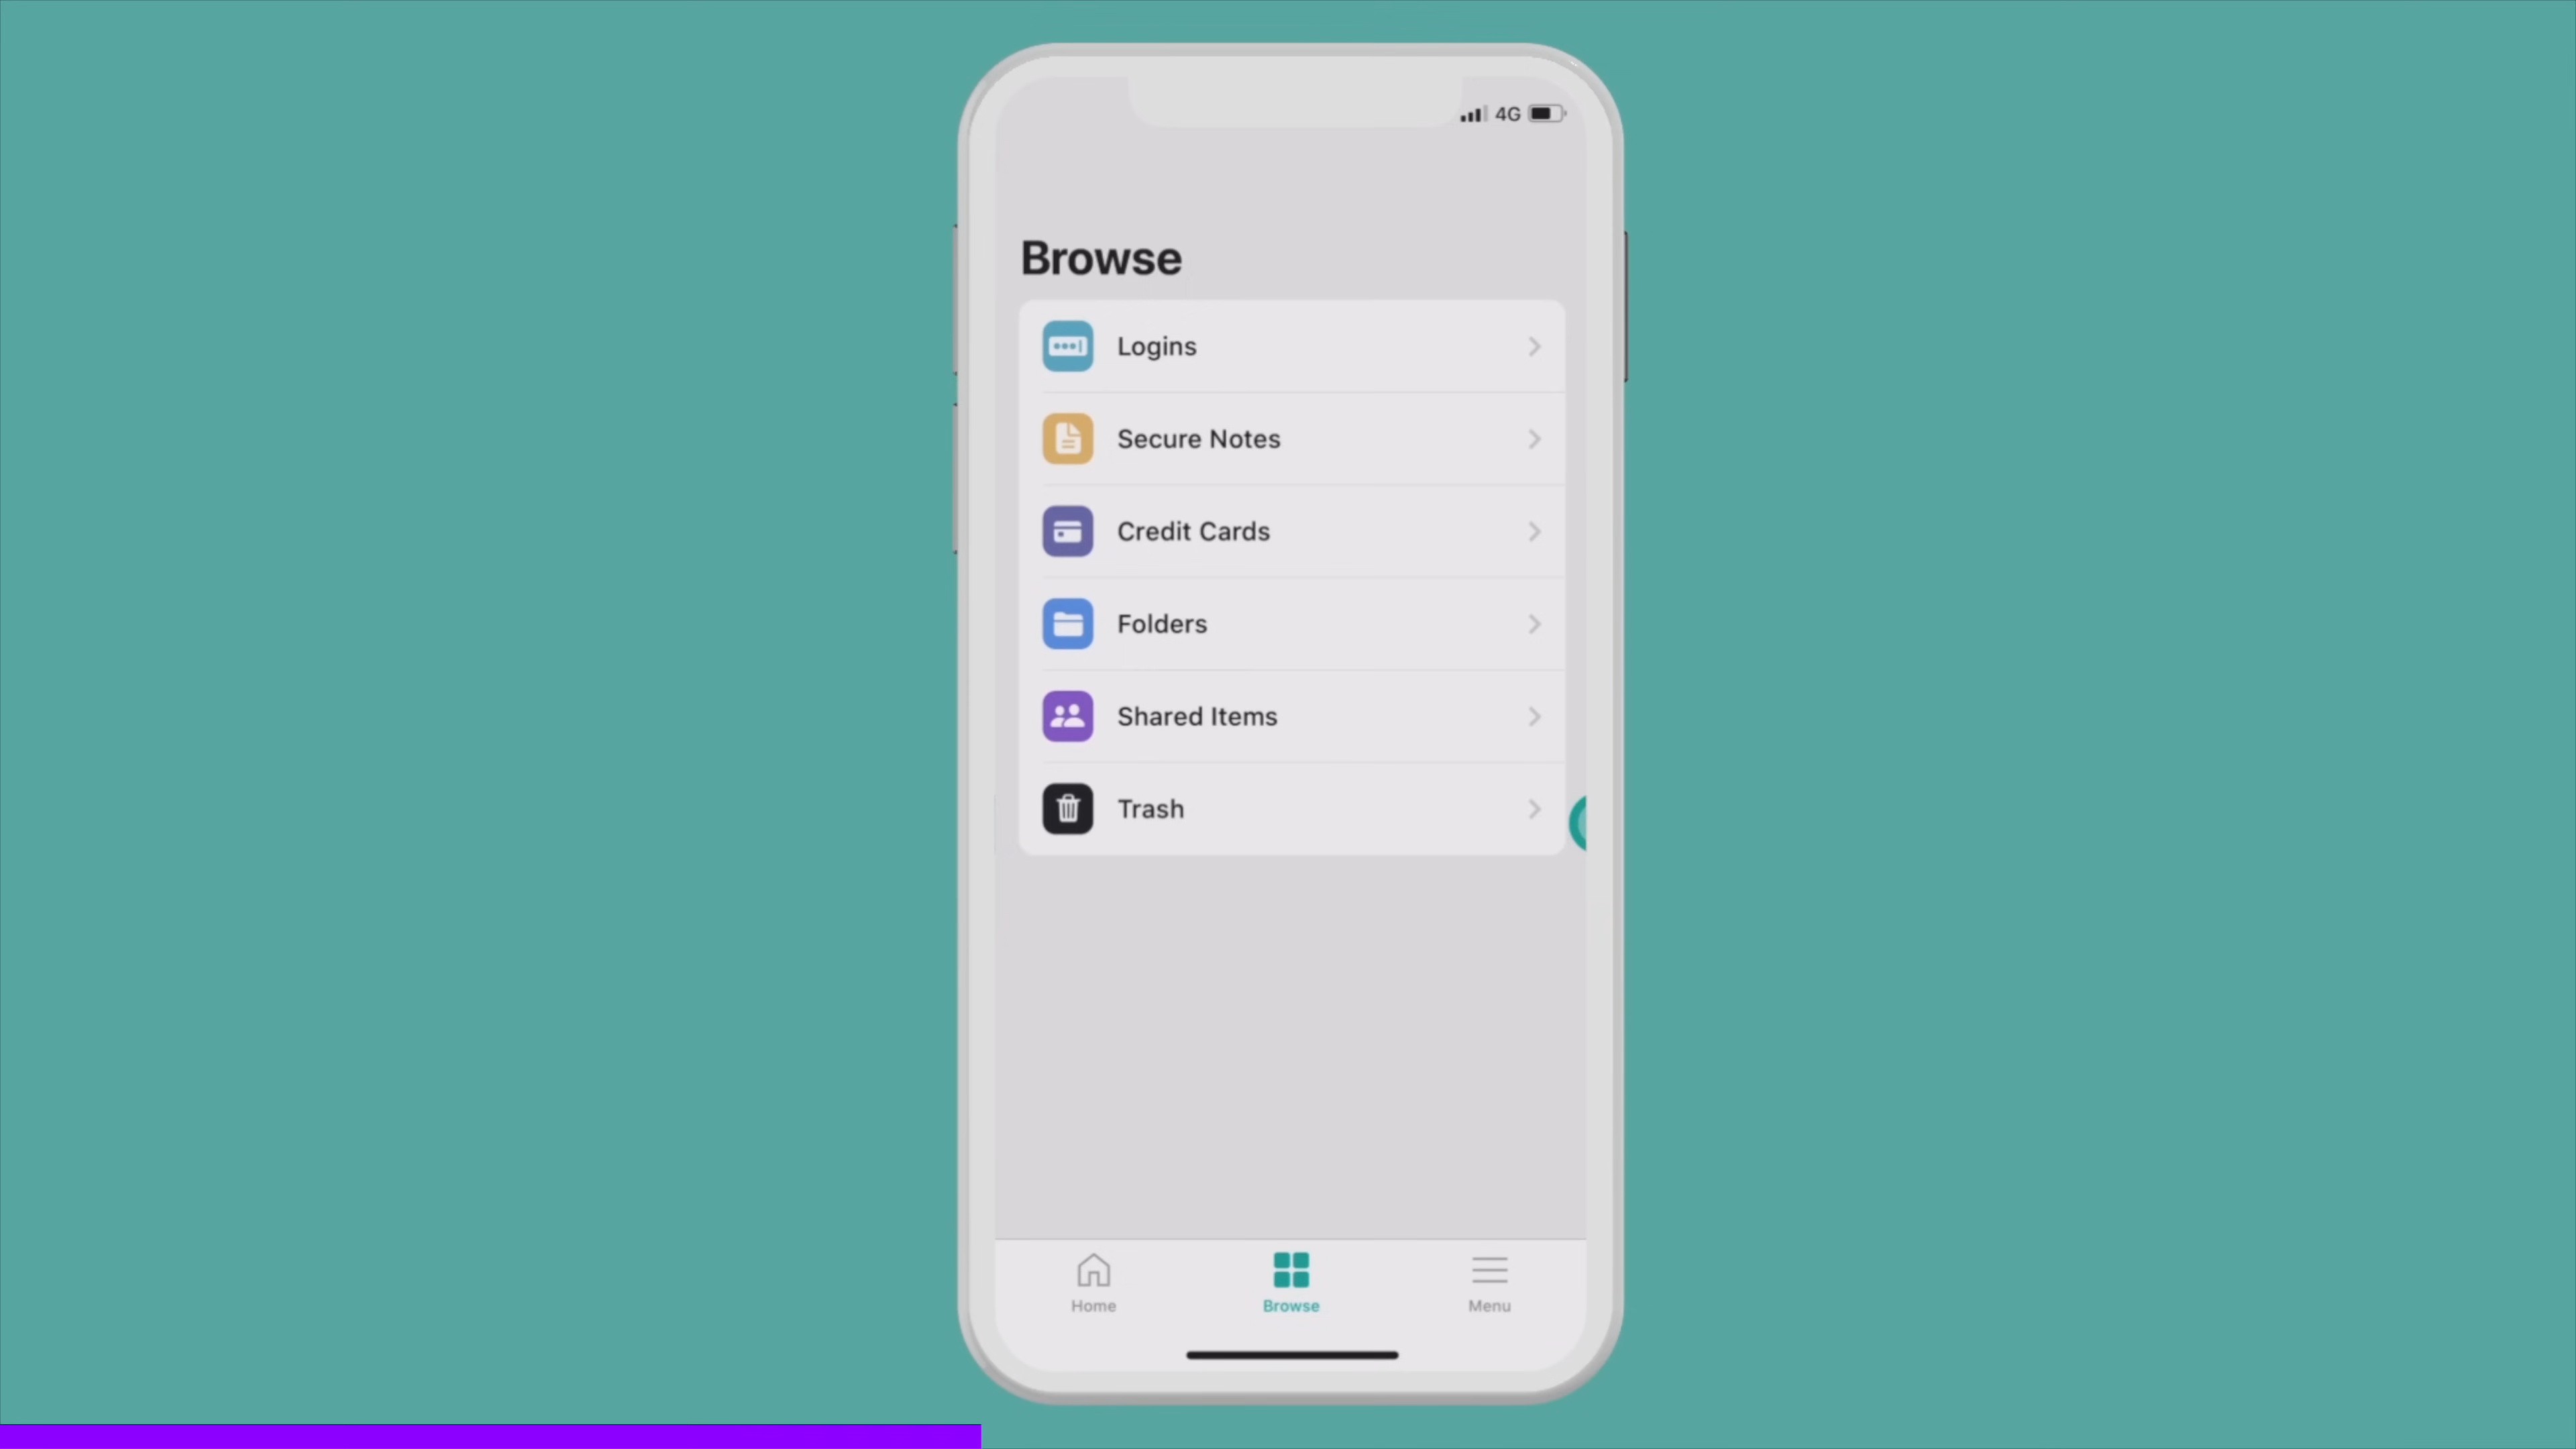 4G
Browse
Logins
Secure Notes
Credit Cards
Folders
Shared Items
Trash
Home
Browse
Menu